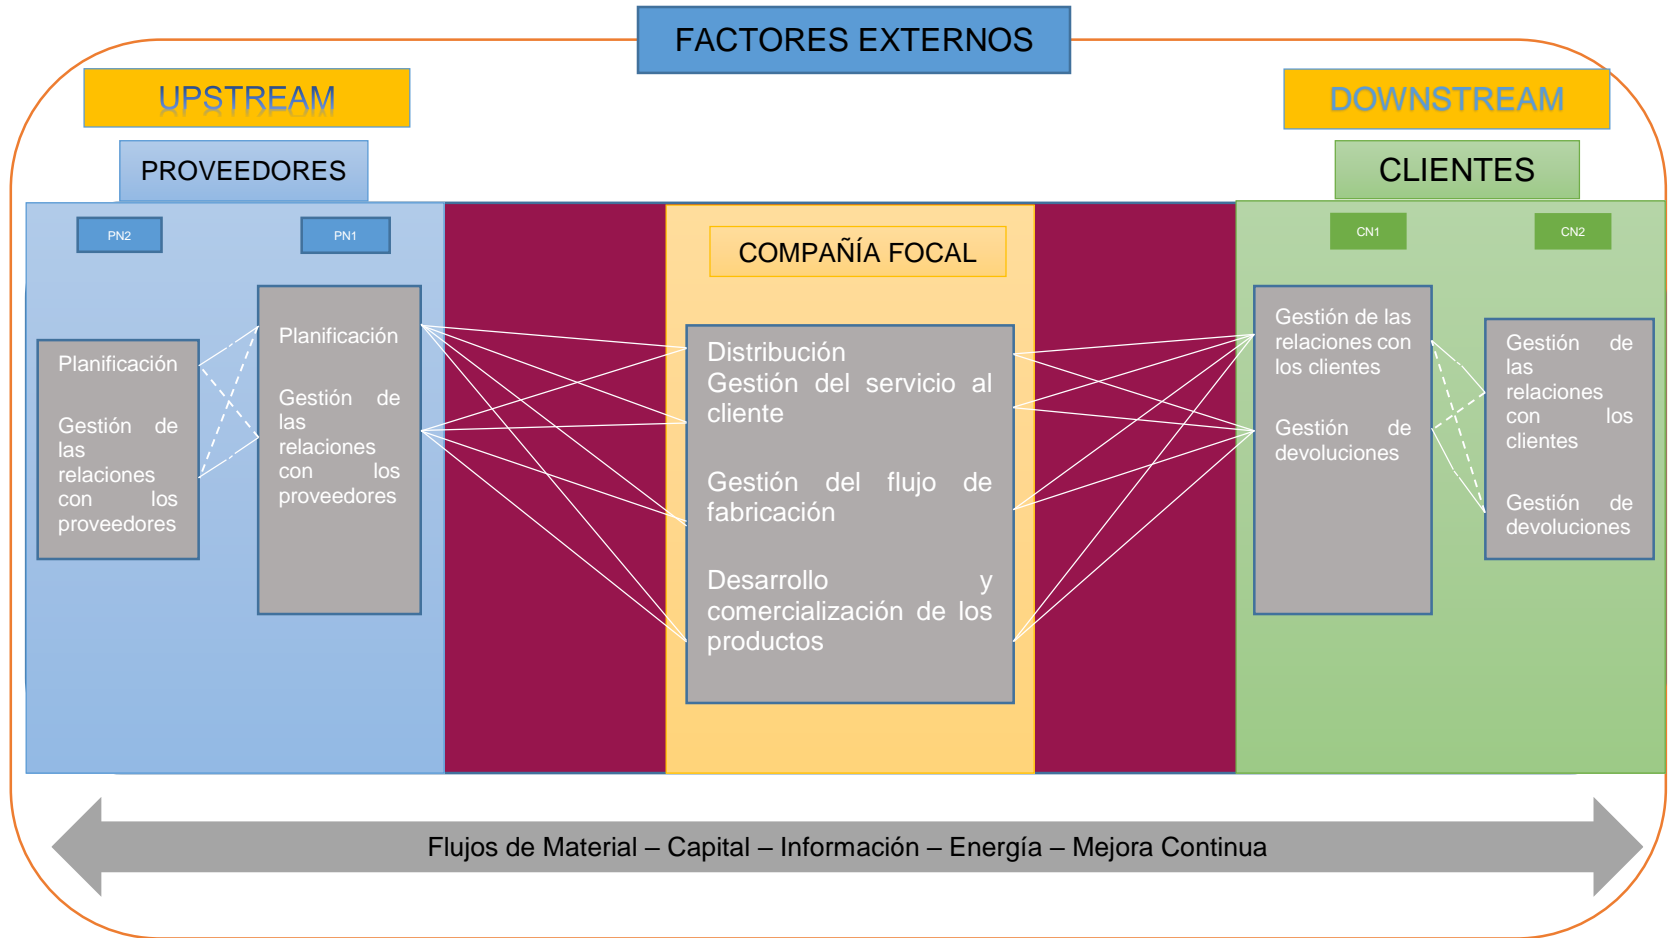 FACTORES EXTERNOS
UPSTREAM
DOWNSTREAM
PROVEEDORES
CLIENTES
PN2
PN1
COMPAÑÍA FOCAL
CN1
CN2
Planificación
Gestión de
las
relaciones
con los
proveedores
Planificación
Gestión de
las
relaciones
con los
proveedores
Distribución
Gestión del servicio al
cliente
Gestión del flujo de
fabricación
Desarrollo y
comercialización de los
productos
Gestión de las
relaciones con
los clientes
Gestión de
devoluciones
Gestión de
las
relaciones
con los
clientes
Gestión de
devoluciones
Flujos de Material – Capital – Información – Energía – Mejora Continua